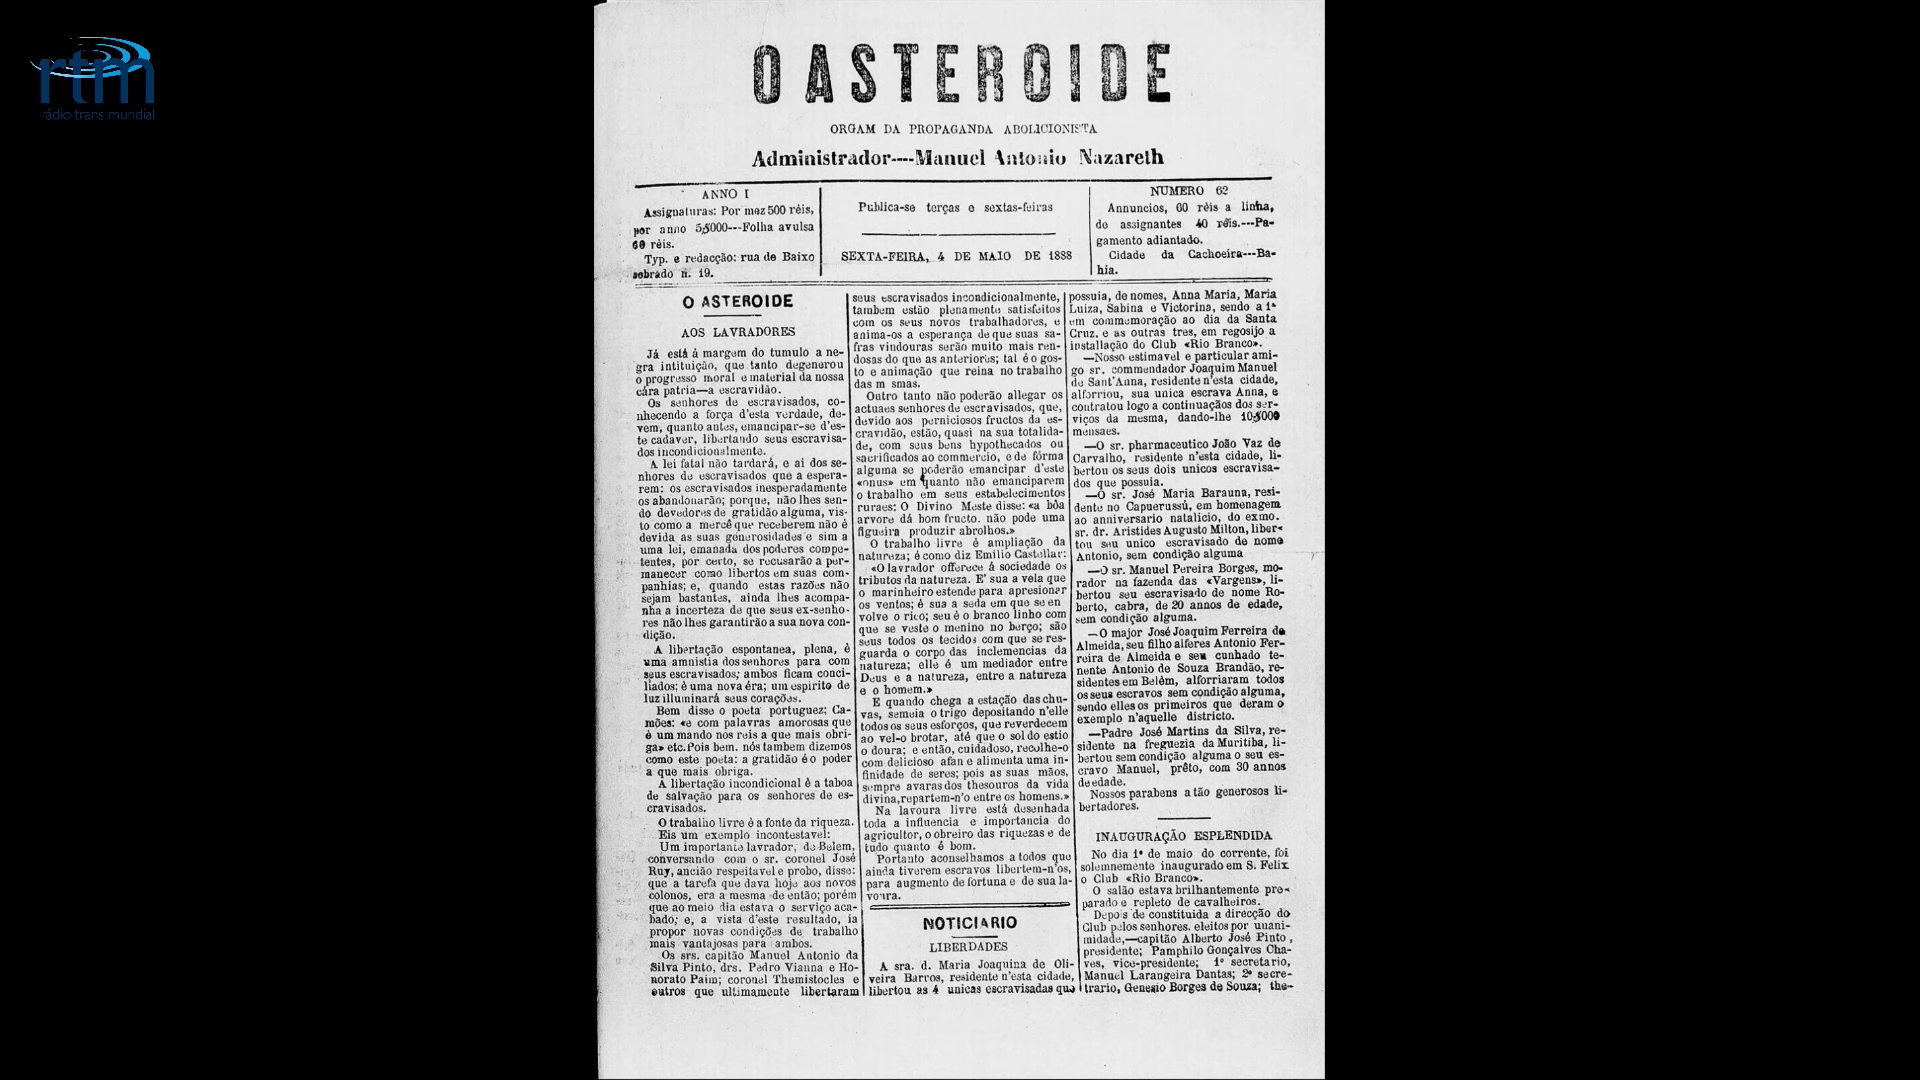 rtm
rádio trans mundial
O ASTEROIDE
ORGAM DA PROPAGANDA ABOLICIONISTA
Administrador----Manuel Antonio Nazareth
ANNO I
Assignaturas: Por mez 500 réis,
por anno 5$000---Folha avulsa
60 réis.
Typ. e redacção: rua de Baixo
sobrado n. 19.
Publica-se terças e sextas-feiras
SEXTA-FEIRA, 4 DE MAIO DE 1888
NUMERO 62
Annuncios, 60 réis a linha,
de assignantes 40 réis.---Pa-
gamento adiantado.
Cidade da Cachoeira---Ba-
hia.
O ASTEROIDE
AOS LAVRADORES
Já está á margem do tumulo a ne-
gra intituição, que tanto degenerou
o progresso moral e material da nossa
cára patria—a escravidão.
Os senhores de escravisados, co-
nhecendo a força d'esta verdade, de-
vem, quanto antes, emancipar-se d'es-
te cadaver, libertando seus escravisa-
dos incondicionalmente.
A lei fatal não tardará, e ai dos se-
nhores de escravisados que a espera-
rem: os escravisados inesperadamente
os abandonarão; porque, não lhes sen-
do devedores de gratidão alguma, vis-
to como a mercê que receberem não é
devida as suas generosidades e sim a
uma lei, emanada dos poderes compe-
tentes, por certo, se recusarão a per-
manecer como libertos em suas com-
panhias; e, quando estas razões não
sejam bastantes, ainda lhes acompa-
nha a incerteza de que seus ex-senho-
res não lhes garantirão a sua nova con-
dição.
A libertação espontanea, plena, é
uma amnistia dos senhores para com
seus escravisados; ambos ficam conci-
liados; é uma nova éra; um espirito de
luz illuminará seus corações.
Bem disse o poeta portuguez; Ca-
mões: «e com palavras amorosas que
é um mando nos reis a que mais obri-
ga» etc. Pois bem. nós tambem dizemos
como este poeta: a gratidão é o poder
a que mais obriga.
A libertação incondicional é a taboa
de salvação para os senhores de es-
cravisados.
O trabalho livre é a fonte da riqueza.
Eis um exemplo incontestavel:
Um importante lavrador, de Belem,
conversando com o sr. coronel José
Ruy, ancião respeitavel e probo, disse:
que a tarefa que dava hoje aos novos
colonos, era a mesma de então; porém
que ao meio dia estava o serviço aca-
bado; e, a vista d'este resultado, ia
propor novas condições de trabalho
mais vantajosas para ambos.
Os srs. capitão Manuel Antonio da
Silva Pinto, drs. Pedro Vianna e Ho-
norato Paim; coronel Themistocles e
outros que ultimamente libertaram
seus escravisados incondicionalmente,
tambem estão plenamente satisfeitos
com os seus novos trabalhadores, e
anima-os a esperança de que suas sa-
fras vindouras serão muito mais ren-
dosas do que as anteriores; tal é o gos-
to e animação que reina no trabalho
das m smas.
Outro tanto não poderão allegar os
actuaes senhores de escravisados, que,
devido aos perniciosos fructos da es-
cravidão, estão, quasi na sua totalida-
de, com seus bens hypothecados ou
sacrificados ao commercio, e de fórma
alguma se poderão emancipar d'este
«onus» em quanto não emanciparem
o trabalho em seus estabelecimentos
ruraes: O Divino Meste disse: «a bôa
arvore dá bom fructo. não pode uma
figueira produzir abrolhos.»
O trabalho livre é ampliação da
natureza; é como diz Emilio Castellar:
«O lavrador offerece á sociedade os
tributos da natureza. E' sua a vela que
o marinheiro estende para apresionar
os ventos; é sua a seda em que se en
volve o rico; seu é o branco linho com
que se veste o menino no berço; são
seus todos os tecidos com que se res-
guarda o corpo das inclemencias da
natureza; elle é um mediador entre
Deus e a natureza, entre a natureza
e o homem.»
E quando chega a estação das chu-
vas, semeia o trigo depositando n'elle
todos os seus esforços, que reverdecem
ao vel-o brotar, até que o sol do estio
o doura; e então, cuidadoso, recolhe-o
com delicioso afan e alimenta uma in-
finidade de seres; pois as suas mãos,
sempre avaras dos thesouros da vida
divina, repartem-n'o entre os homens.»
Na lavoura livre está desenhada
toda a influencia e importancia do
agricultor, o obreiro das riquezas e de
tudo quanto é bom.
Portanto aconselhamos a todos que
ainda tiverem escravos libertem-n'os,
para augmento de fortuna e de sua la-
voura.
NOTICIARIO
LIBERDADES
A sra. d. Maria Joaquina de Oli-
veira Barros, residente n'esta cidade,
libertou as 4 unicas escravisadas que
possuia, de nomes, Anna Maria, Maria
Luiza, Sabina e Victorina, sendo a 1ª
em commemoração ao dia da Santa
Cruz. e as outras tres, em regosijo a
installação do Club «Rio Branco».
—Nosso estimavel e particular ami-
go sr. commendador Joaquim Manuel
de Sant'Anna, residente n'esta cidade,
alforriou, sua unica escrava Anna, e
contratou logo a continuaçãos dos ser-
viços da mesma, dando-lhe 10$000
mensaes.
—O sr. pharmaceutico João Vaz de
Carvalho, residente n'esta cidade, li-
bertou os seus dois unicos escravisa-
dos que possuia.
—O sr. José Maria Barauna, resi-
dente no Capuerussú, em homenagem
ao anniversario natalicio, do exmo.
sr. dr. Aristides Augusto Milton, liber-
tou seu unico escravisado de nome
Antonio, sem condição alguma
—O sr. Manuel Pereira Borges, mo-
rador na fazenda das «Vargens», li-
bertou seu escravisado de nome Ro-
berto, cabra, de 20 annos de edade,
sem condição alguma.
—O major José Joaquim Ferreira de
Almeida, seu filho alferes Antonio Fer-
reira de Almeida e seu cunhado te-
nente Antonio de Souza Brandão, re-
sidentes em Belêm, alforriaram todos
os seus escravos sem condição alguma,
sendo elles os primeiros que deram o
exemplo n'aquelle districto.
—Padre José Martins da Silva, re-
sidente na freguezia da Muritiba, li-
bertou sem condição alguma o seu es-
cravo Manuel, prêto, com 30 annos
de edade.
Nossos parabens a tão generosos li-
bertadores.
INAUGURAÇÃO ESPLENDIDA
No dia 1º de maio do corrente, foi
solemnemente inaugurado em S. Felix
o Club «Rio Branco».
O salão estava brilhantemente pre-
parado e repleto de cavalheiros.
Depois de constituida a direcção do
Club pelos senhores. eleitos por unani-
midade,—capitão Alberto José Pinto,
presidente; Pamphilo Gonçalves Cha-
ves, vice-presidente; 1º secretario,
Manuel Larangeira Dantas; 2º secre-
trario, Genesio Borges de Souza; the-